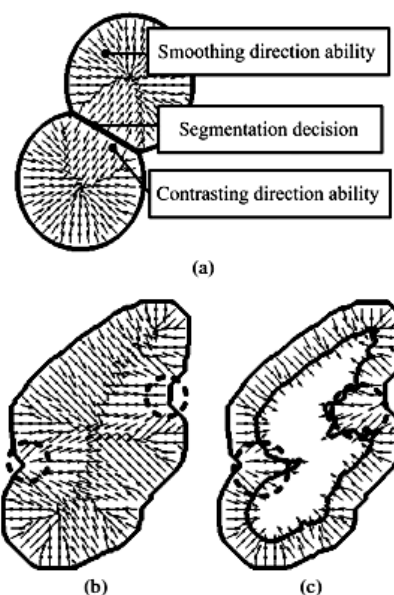 Smoothing direction ability
Segmentation decision
Contrasting direction ability
(a)
(b)
(c)